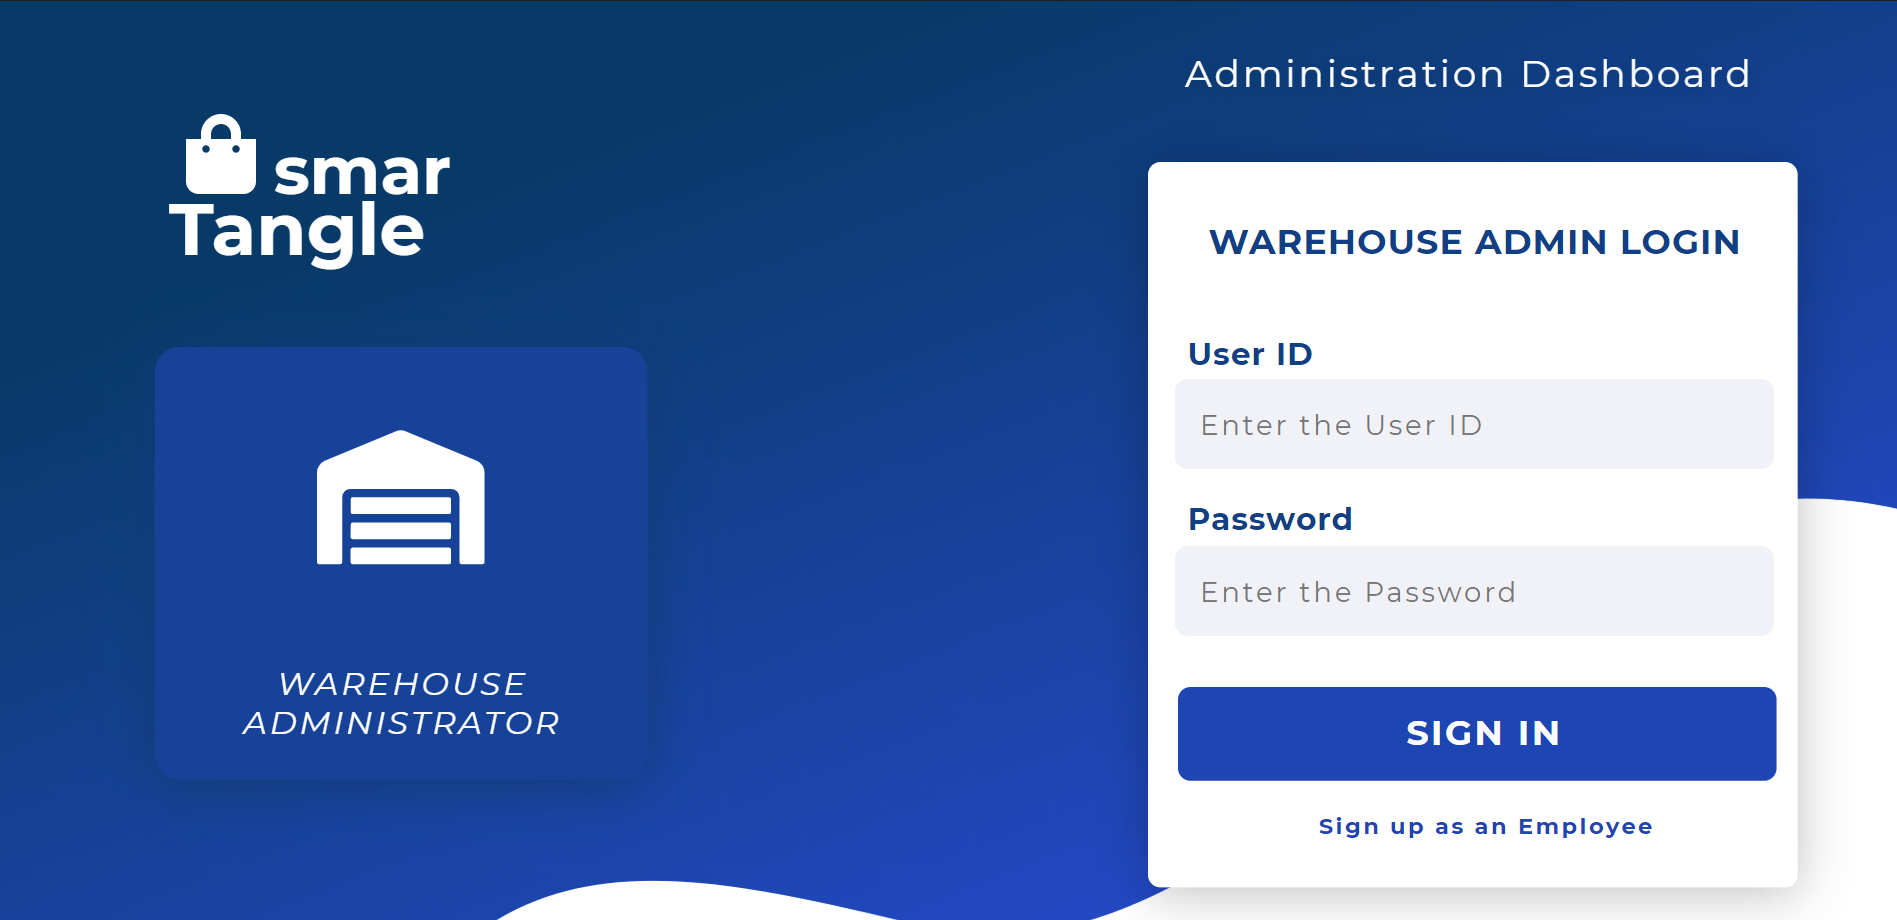 Administration Dashboard
smar
Tangle
WAREHOUSE
ADMINISTRATOR
WAREHOUSE ADMIN LOGIN
User ID
Enter the User ID
Password
Enter the Password
SIGN IN
Sign up as an Employee